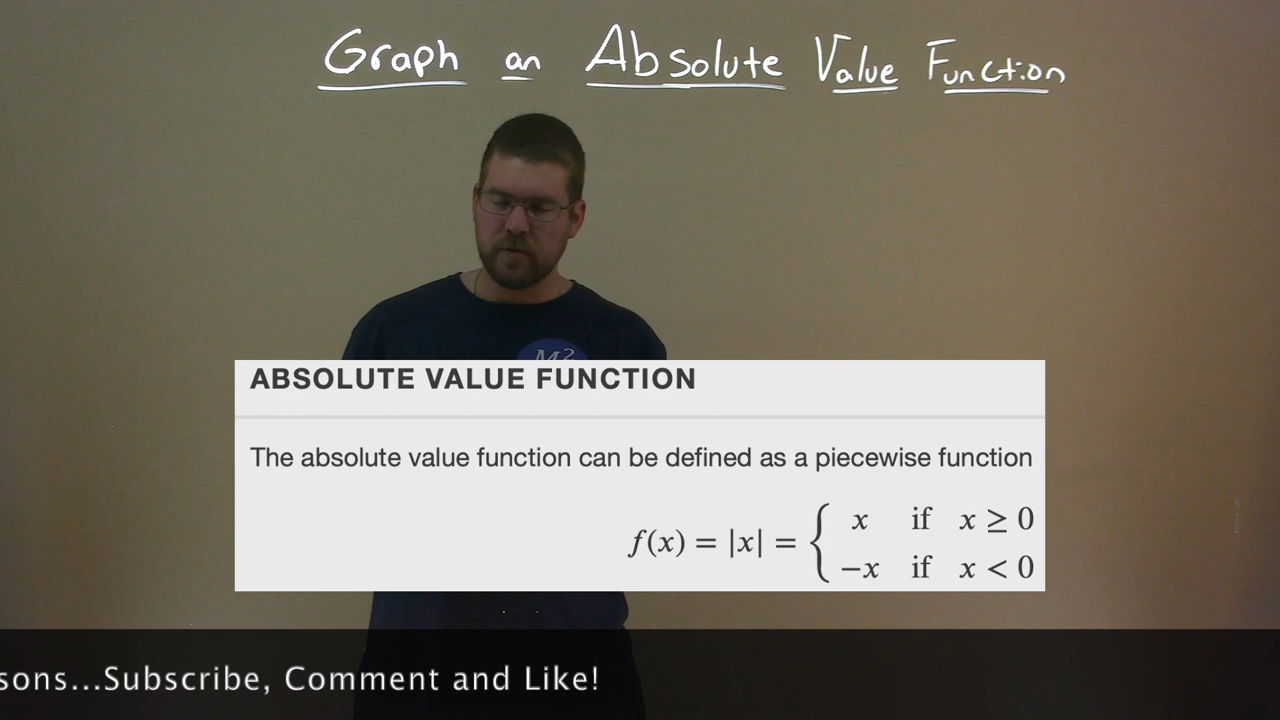 Graph an Absolute Value Function
M²
ABSOLUTE VALUE FUNCTION
The absolute value function can be defined as a piecewise function
f(x) = |x| = { x if x ≥ 0
−x if x < 0
sons...Subscribe, Comment and Like!